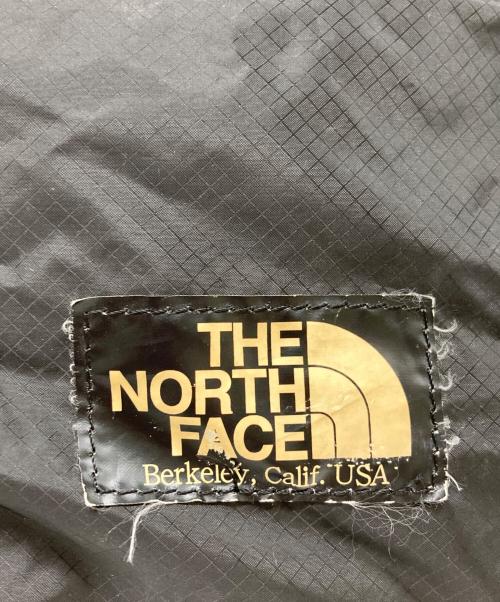 THE
NORTH
FACE
Berkeley, Calif. USA